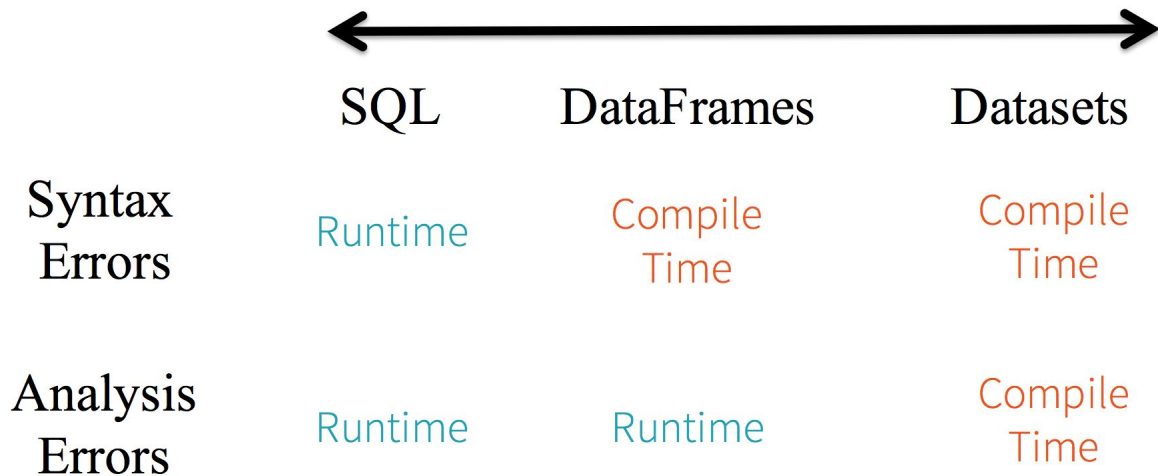 SQL DataFrames Datasets
Syntax
Errors
Runtime
Compile
Time
Compile
Time
Analysis
Errors
Runtime
Runtime
Compile
Time